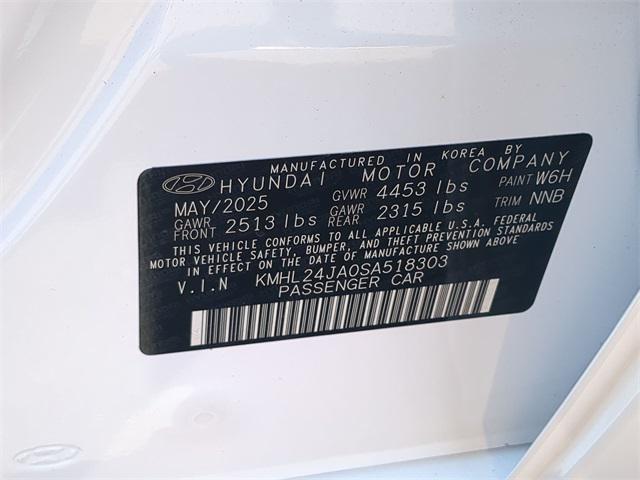 MANUFACTURED IN KOREA BY
HYUNDAI MOTOR COMPANY
MAY/2025 GVWR 4453 lbs PAINT W6H
GAWR FRONT 2513 lbs GAWR REAR 2315 lbs TRIM NNB
THIS VEHICLE CONFORMS TO ALL APPLICABLE U.S.A. FEDERAL
MOTOR VEHICLE SAFETY, BUMPER, AND THEFT PREVENTION STANDARDS
IN EFFECT ON THE DATE OF MANUFACTURE SHOWN ABOVE.
V.I.N KMHL24JA0SA518303
PASSENGER CAR